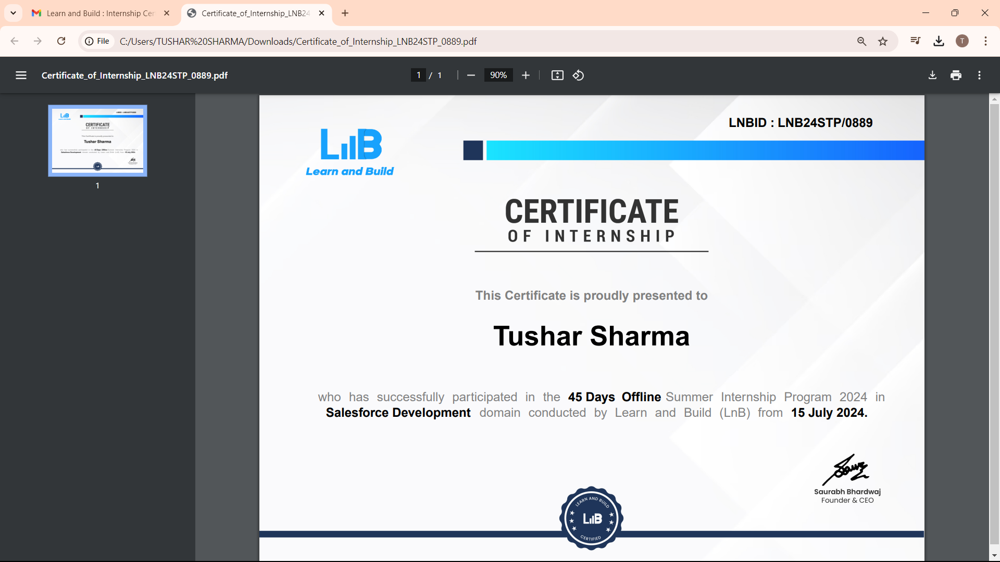 Learn and Build : Internship Cer
Certificate_of_Internship_LNB24
File
C:/Users/TUSHAR%20SHARMA/Downloads/Certificate_of_Internship_LNB24STP_0889.pdf
T
Certificate_of_Internship_LNB24STP_0889.pdf
1 / 1
90%
1
LNBID : LNB24STP/0889
LnB
Learn and Build
CERTIFICATE
OF INTERNSHIP
This Certificate is proudly presented to
Tushar Sharma
who has successfully participated in the 45 Days Offline Summer Internship Program 2024 in
Salesforce Development domain conducted by Learn and Build (LnB) from 15 July 2024.
Saurabh Bhardwaj
Founder & CEO
LEARN AND BUILD
LnB
CERTIFIED